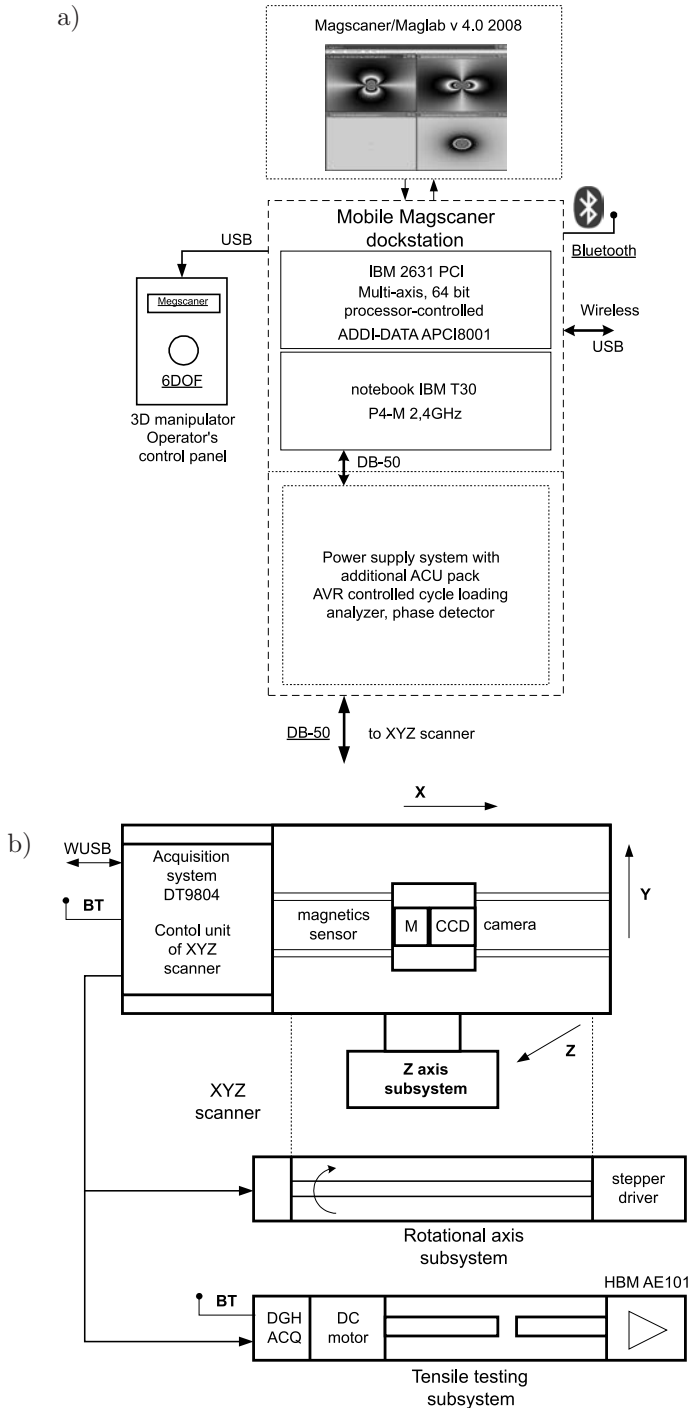 a)
Magscaner/Maglab v 4.0 2008
Mobile Magscaner
dockstation
USB
Bluetooth
IBM 2631 PCI
Multi-axis, 64 bit
processor-controlled
ADDI-DATA APCI8001
Megscaner
6DOF
3D manipulator
Operator's
control panel
Wireless
USB
notebook IBM T30
P4-M 2,4GHz
DB-50
Power supply system with
additional ACU pack
AVR controlled cycle loading
analyzer, phase detector
DB-50
to XYZ scanner
b)
X
WUSB
BT
Acquisition
system
DT9804
Contol unit
of XYZ
scanner
magnetics
sensor
M
CCD
camera
Y
Z
Z axis
subsystem
XYZ
scanner
stepper
driver
Rotational axis
subsystem
HBM AE101
BT
DGH
ACQ
DC
motor
Tensile testing
subsystem